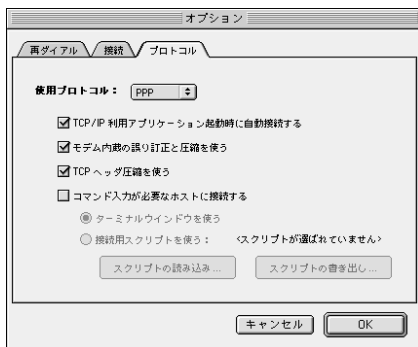 オプション
再ダイアル 接続 プロトコル
使用プロトコル： PPP
TCP/IP 利用アプリケーション起動時に自動接続する
モデム内蔵の誤り訂正と圧縮を使う
TCP ヘッダ圧縮を使う
コマンド入力が必要なホストに接続する
ターミナルウインドウを使う
接続用スクリプトを使う： <スクリプトが選ばれていません>
スクリプトの読み込み... スクリプトの書き出し...
キャンセル OK